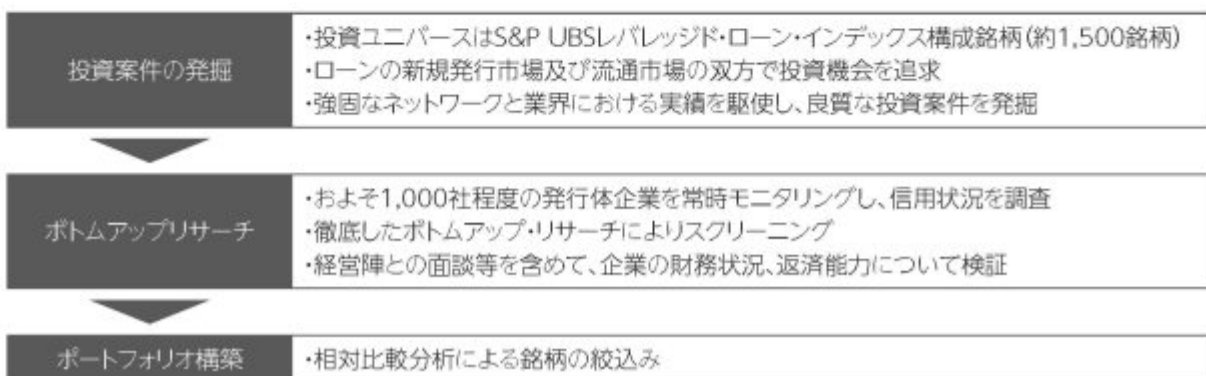 投資案件の発掘
・投資ユニバースはS&P UBSレバレッジド・ローン・インデックス構成銘柄(約1,500銘柄)
・ローンの新規発行市場及び流通市場の双方で投資機会を追求
・強固なネットワークと業界における実績を駆使し、良質な投資案件を発掘
ボトムアップリサーチ
・およそ1,000社程度の発行体企業を常時モニタリングし、信用状況を調査
・徹底したボトムアップ・リサーチによりスクリーニング
・経営陣との面談等を含めて、企業の財務状況、返済能力について検証
ポートフォリオ構築
・相対比較分析による銘柄の絞込み